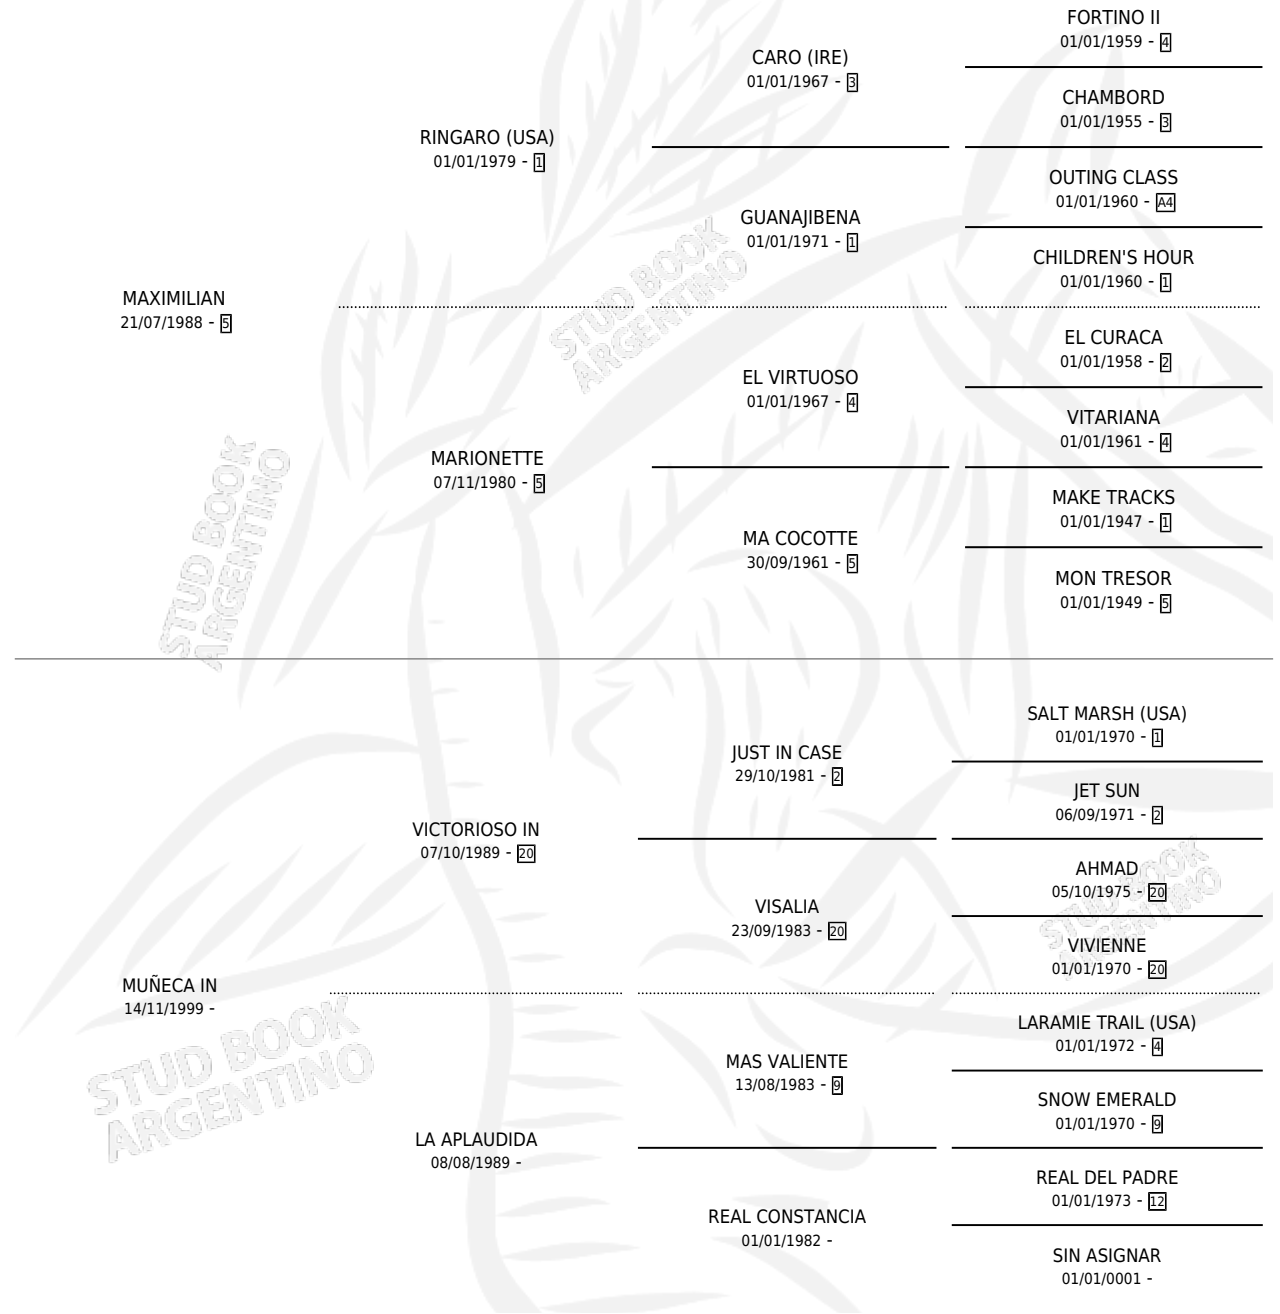 FORTINO II
01/01/1959 - 4
CARO (IRE)
01/01/1967 - 3
CHAMBORD
01/01/1955 - 3
RINGARO (USA)
01/01/1979 - 1
OUTING CLASS
01/01/1960 - A4
GUANAJIBENA
01/01/1971 - 1
CHILDREN'S HOUR
01/01/1960 - 1
MAXIMILIAN
21/07/1988 - 5
EL CURACA
01/01/1958 - 2
EL VIRTUOSO
01/01/1967 - 4
VITARIANA
01/01/1961 - 4
MARIONETTE
07/11/1980 - 5
MAKE TRACKS
01/01/1947 - 1
MA COCOTTE
30/09/1961 - 5
MON TRESOR
01/01/1949 - 5
SALT MARSH (USA)
01/01/1970 - 1
JUST IN CASE
29/10/1981 - 2
JET SUN
06/09/1971 - 2
VICTORIOSO IN
07/10/1989 - 20
AHMAD
05/10/1975 - 20
VISALIA
23/09/1983 - 20
VIVIENNE
01/01/1970 - 20
MUÑECA IN
14/11/1999 -
LARAMIE TRAIL (USA)
01/01/1972 - 4
MAS VALIENTE
13/08/1983 - 9
SNOW EMERALD
01/01/1970 - 9
LA APLAUDIDA
08/08/1989 -
REAL DEL PADRE
01/01/1973 - 12
REAL CONSTANCIA
01/01/1982 -
SIN ASIGNAR
01/01/0001 -
STUD BOOK
ARGENTINO
STUD BOOK
ARGENTINO
STUD BOOK
ARGENTINO
STUD BOOK
ARGENTINO